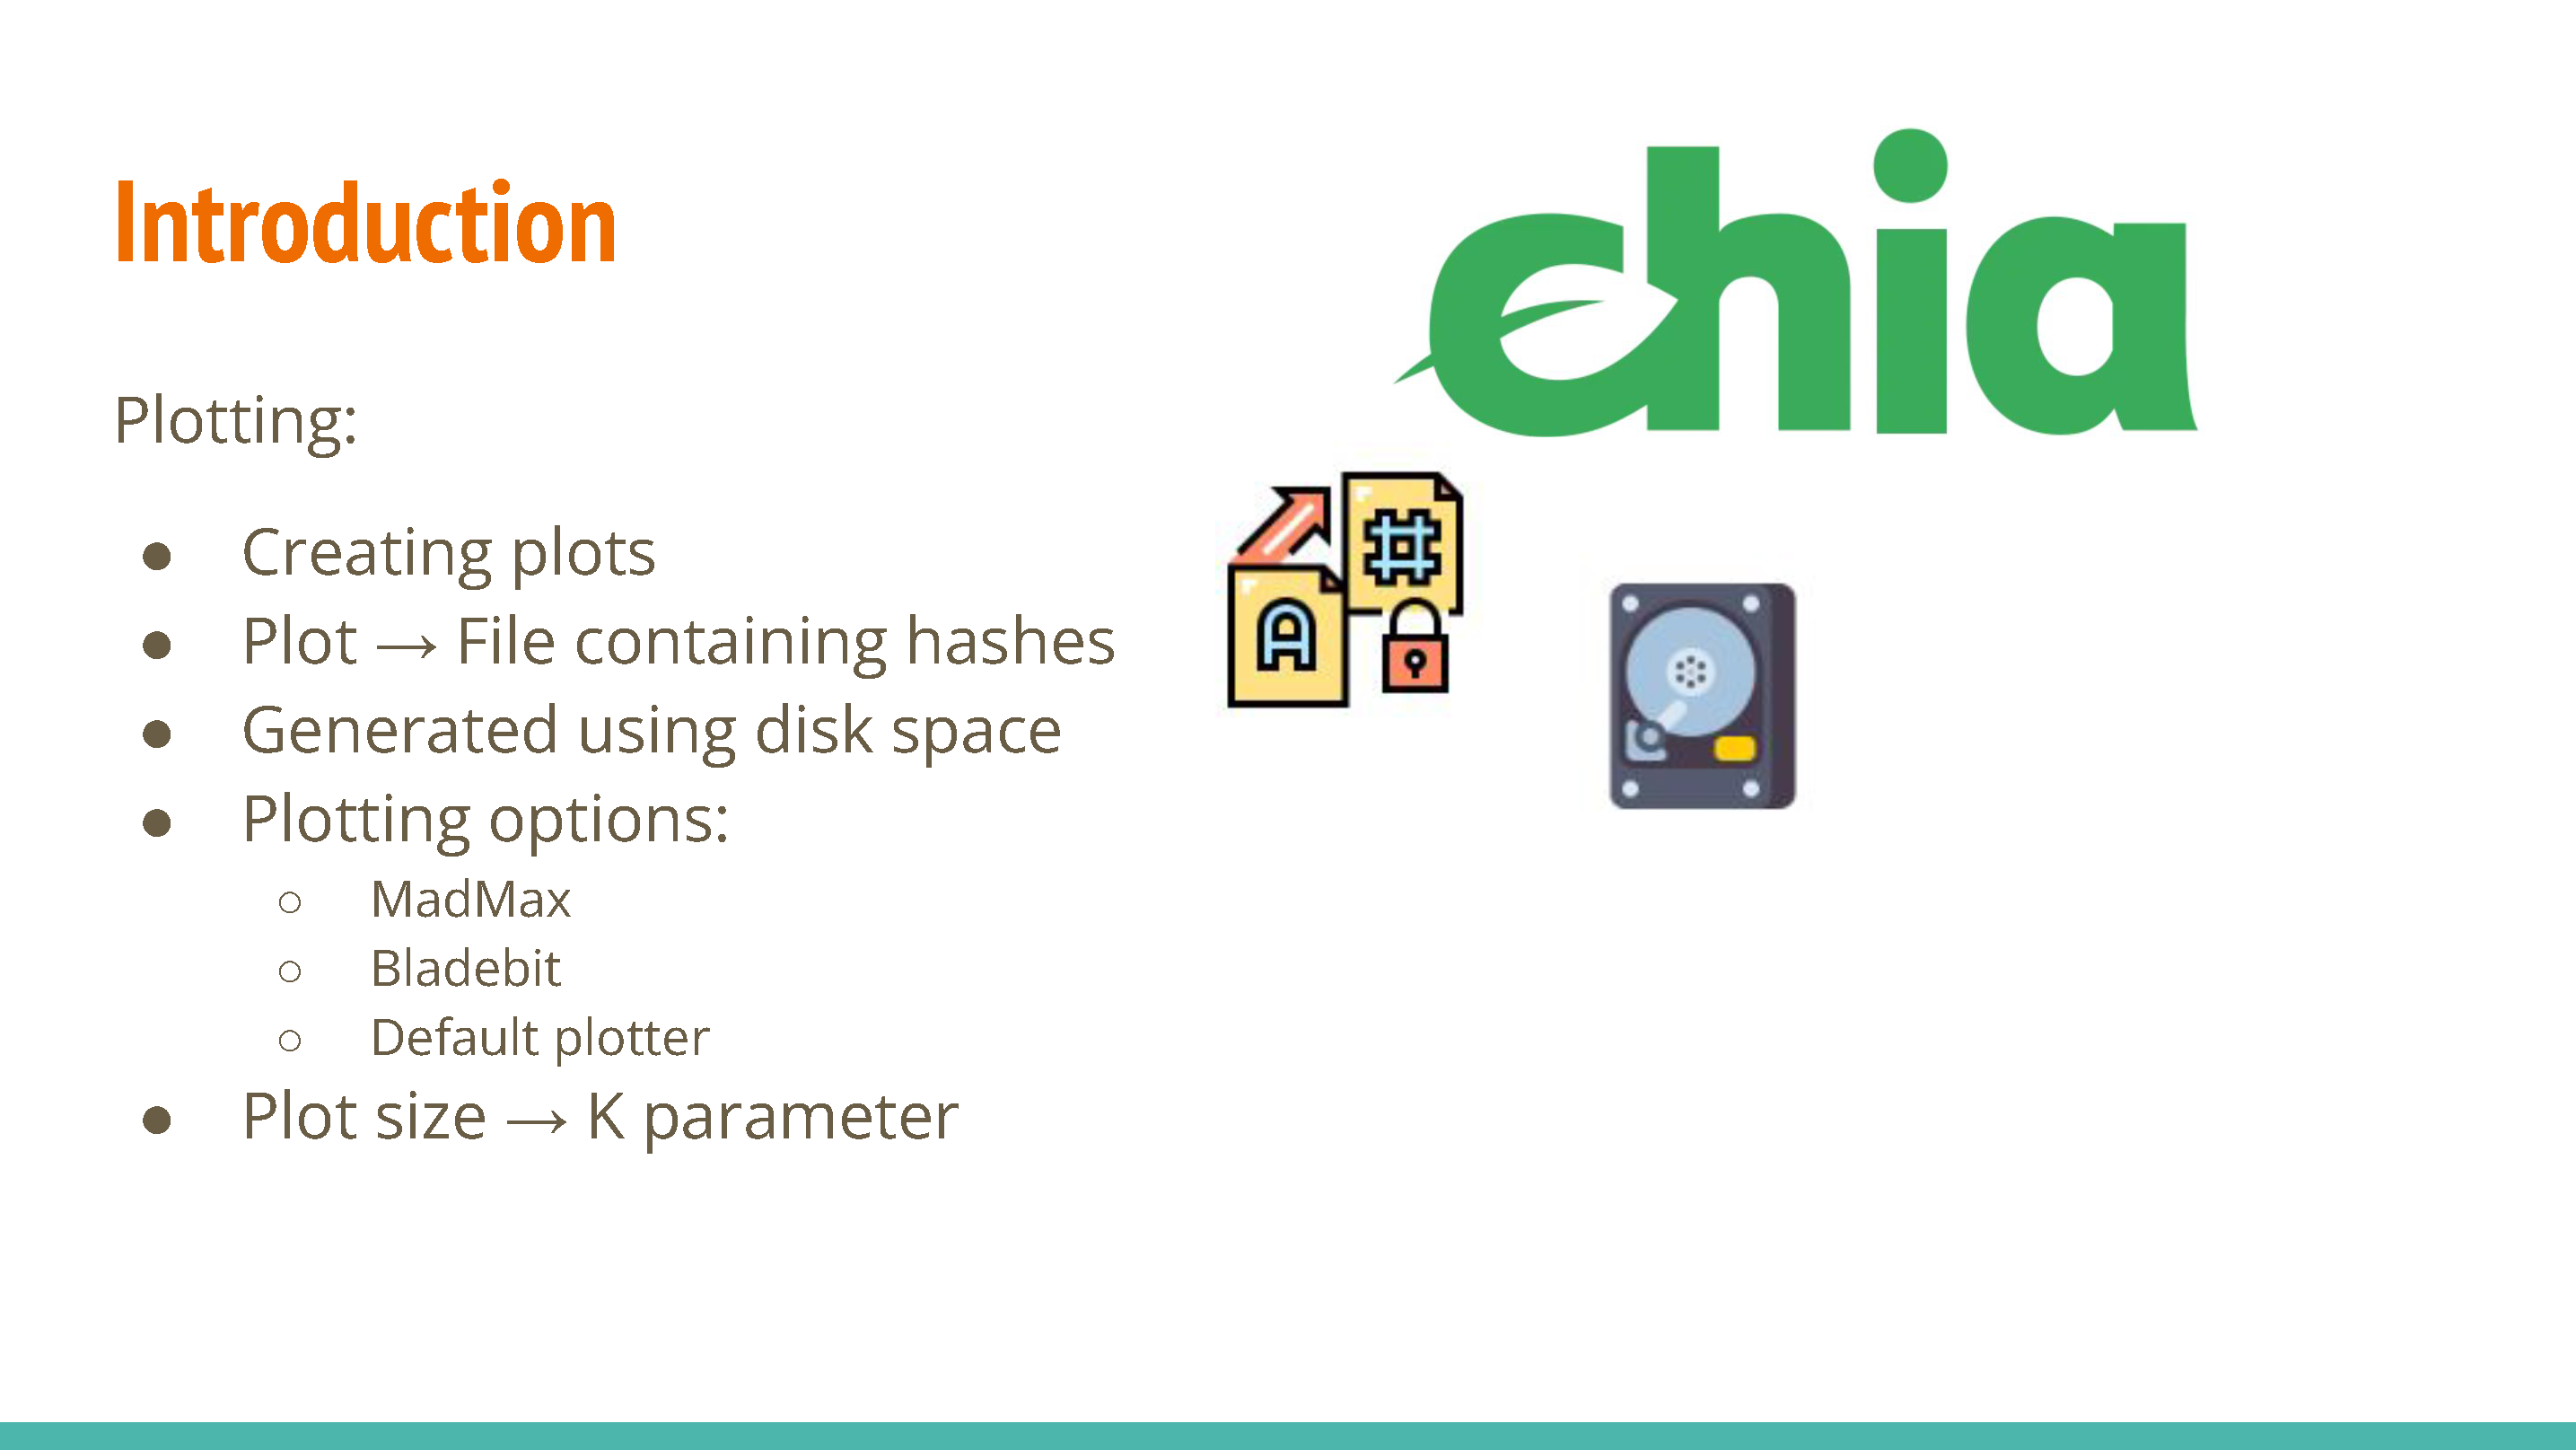 Introduction
chia
Plotting:
● Creating plots
● Plot → File containing hashes
# 
A
● Generated using disk space
● Plotting options:
○ MadMax
○ Bladebit
○ Default plotter
● Plot size → K parameter